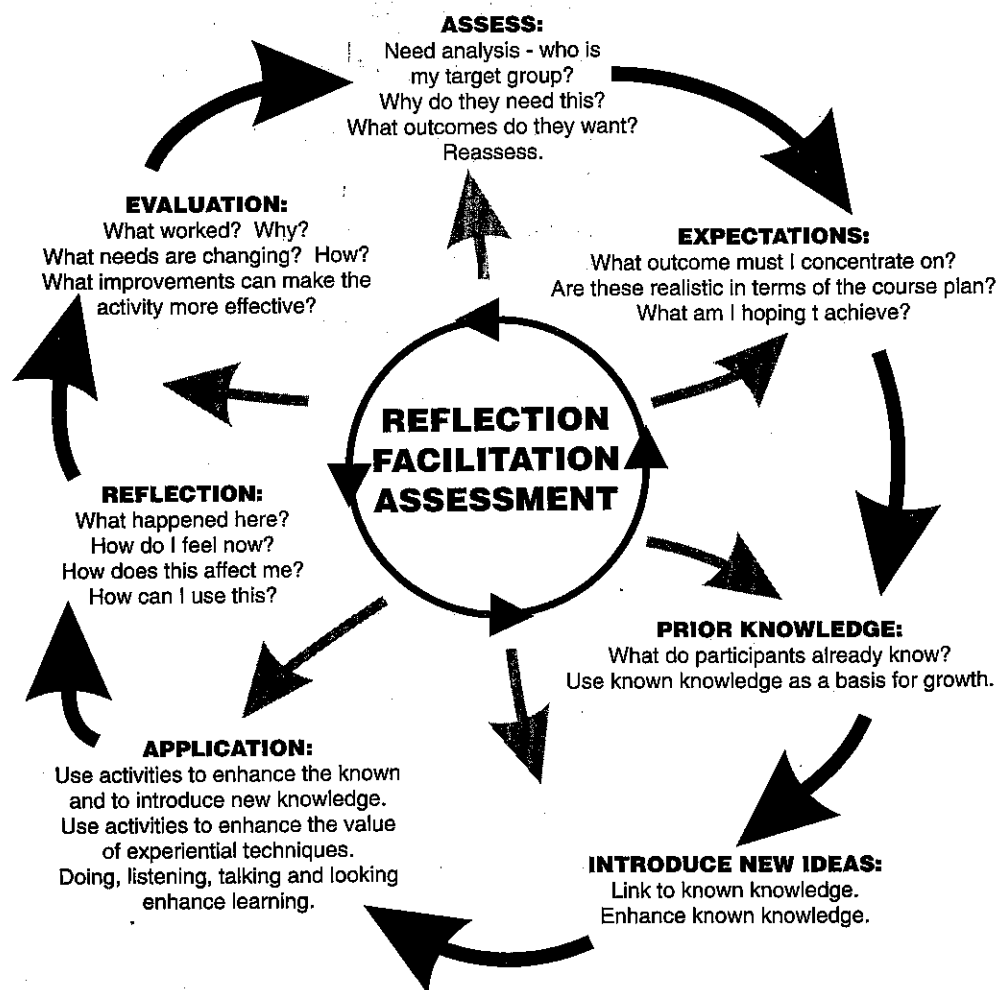 ASSESS:
Need analysis - who is
my target group?
Why do they need this?
What outcomes do they want?
Reassess.
EXPECTATIONS:
What outcome must I concentrate on?
Are these realistic in terms of the course plan?
What am I hoping t achieve?
PRIOR KNOWLEDGE:
What do participants already know?
Use known knowledge as a basis for growth.
INTRODUCE NEW IDEAS:
Link to known knowledge.
Enhance known knowledge.
APPLICATION:
Use activities to enhance the known
and to introduce new knowledge.
Use activities to enhance the value
of experiential techniques.
Doing, listening, talking and looking
enhance learning.
REFLECTION:
What happened here?
How do I feel now?
How does this affect me?
How can I use this?
EVALUATION:
What worked? Why?
What needs are changing? How?
What improvements can make the
activity more effective?
REFLECTION
FACILITATION
ASSESSMENT